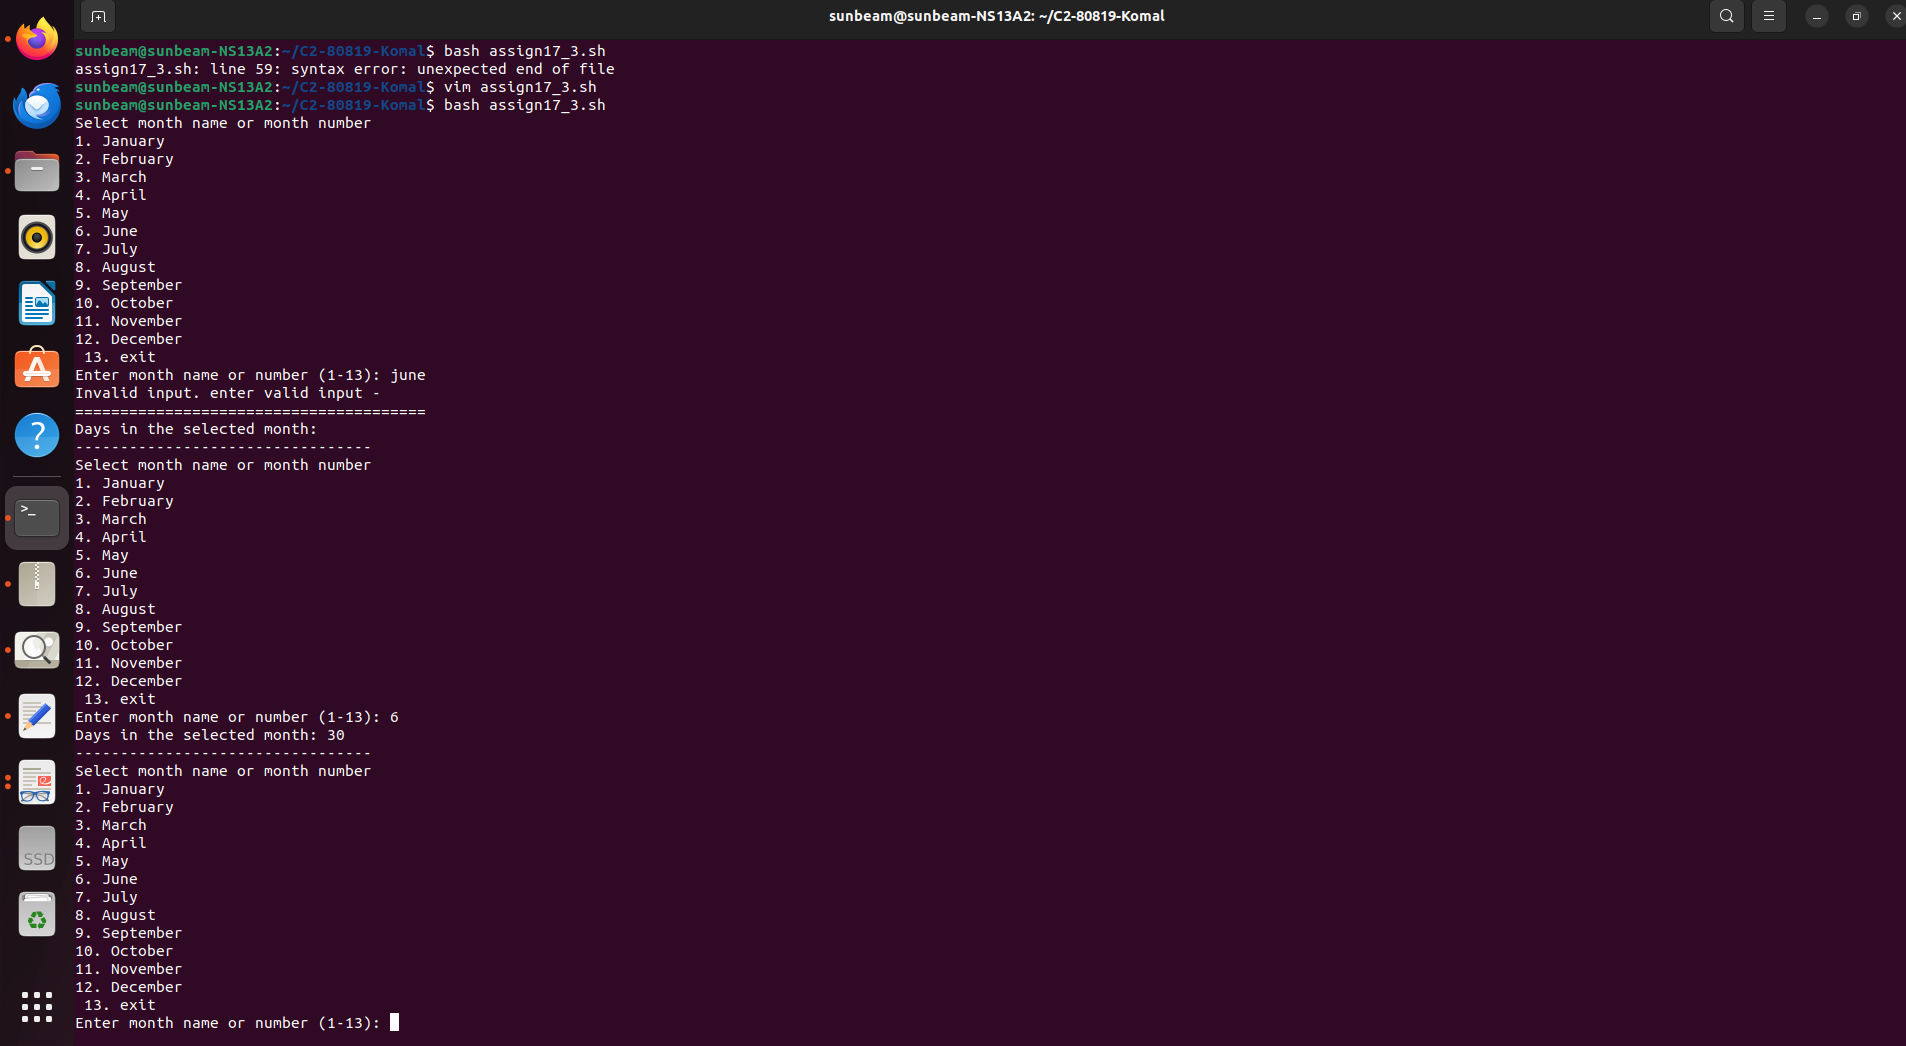 sunbeam@sunbeam-NS13A2: ~/C2-80819-Komal
sunbeam@sunbeam-NS13A2:~/C2-80819-Komal$ bash assign17_3.sh
assign17_3.sh: line 59: syntax error: unexpected end of file
sunbeam@sunbeam-NS13A2:~/C2-80819-Komal$ vim assign17_3.sh
sunbeam@sunbeam-NS13A2:~/C2-80819-Komal$ bash assign17_3.sh
Select month name or month number
1. January
2. February
3. March
4. April
5. May
6. June
7. July
8. August
9. September
10. October
11. November
12. December
 13. exit
Enter month name or number (1-13): june
Invalid input. enter valid input -
=======================================
Days in the selected month:
---------------------------------
Select month name or month number
1. January
2. February
3. March
4. April
5. May
6. June
7. July
8. August
9. September
10. October
11. November
12. December
 13. exit
Enter month name or number (1-13): 6
Days in the selected month: 30
---------------------------------
Select month name or month number
1. January
2. February
3. March
4. April
5. May
6. June
7. July
8. August
9. September
10. October
11. November
12. December
 13. exit
Enter month name or number (1-13):
>_
SSD